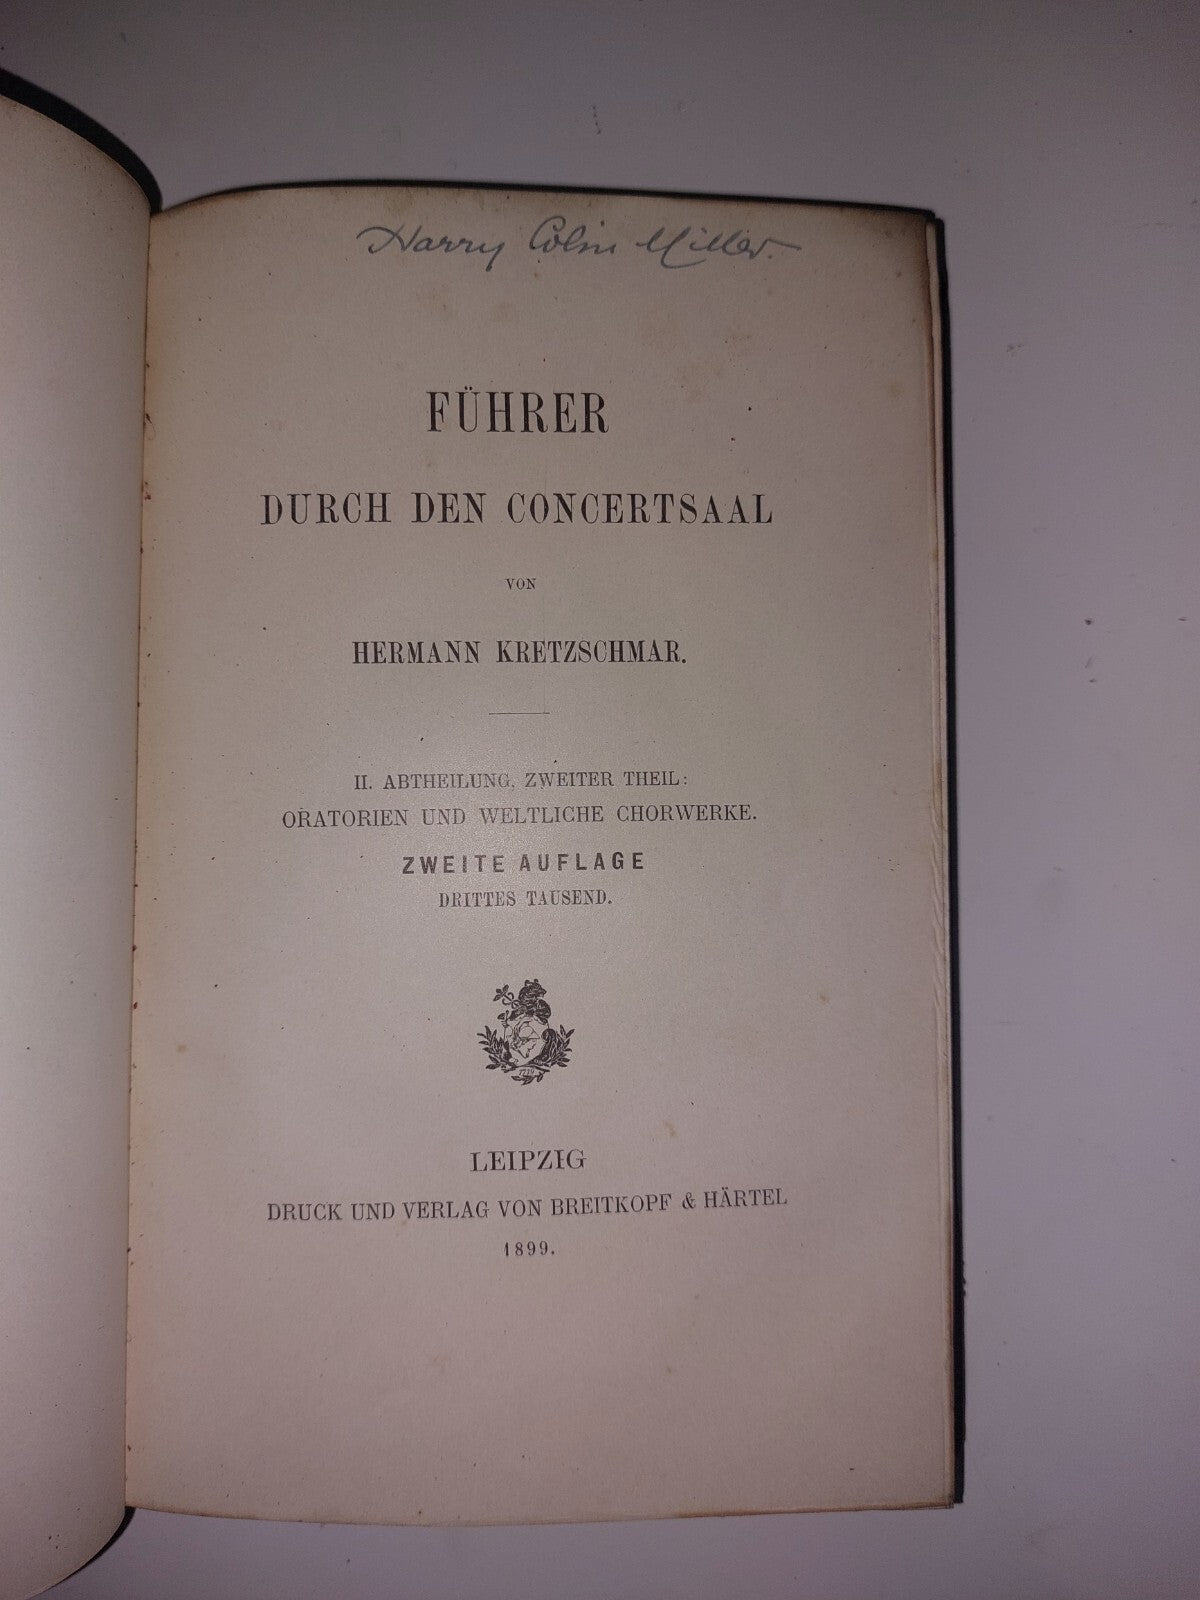 Harry Colin Miller.
FÜHRER
DURCH DEN CONCERTSAAL
VON
HERMANN KRETZSCHMAR.
II. ABTHEILUNG, ZWEITER THEIL:
ORATORIEN UND WELTLICHE CHORWERKE.
ZWEITE AUFLAGE
DRITTES TAUSEND.
LEIPZIG
DRUCK UND VERLAG VON BREITKOPF & HÄRTEL
1899.